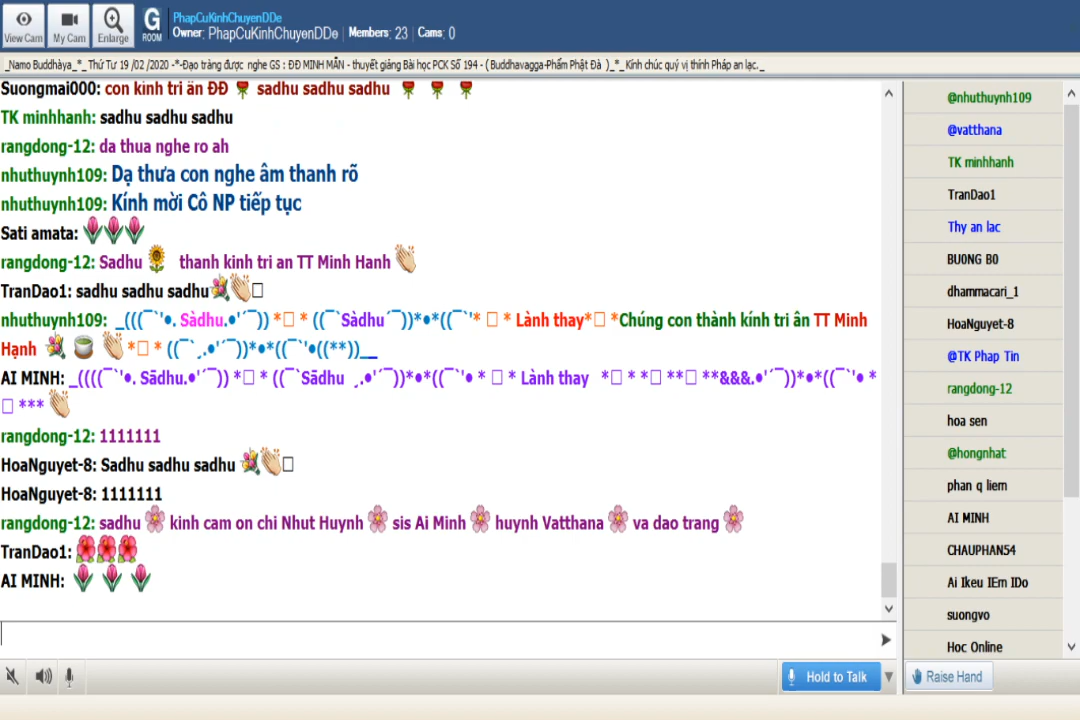 View Cam
My Cam
Enlarge
G
ROOM
PhapCuKinhChuyenDDe
Owner: PhapCuKinhChuyenDDe | Members: 23 | Cams: 0
_Namo Buddhàya_*_ Thứ Tư 19 /02 /2020 -*-Đạo tràng được nghe GS : ĐĐ MINH MẪN - thuyết giảng Bài học PCK Số 194 - ( Buddhavagga-Phẩm Phật Đà )_*_ Kính chúc quý vị thính Pháp an lạc._
Suongmai000: con kinh tri ân ĐĐ 🌹 sadhu sadhu sadhu 🌹 🌹 🌹
TK minhhanh: sadhu sadhu sadhu
rangdong-12: da thua nghe ro ah
nhuthuynh109: Dạ thưa con nghe âm thanh rõ
nhuthuynh109: Kính mời Cô NP tiếp tục
Sati amata: 🌷🌷🌷
rangdong-12: Sadhu 🌻 thanh kinh tri an TT Minh Hanh 👏
TranDao1: sadhu sadhu sadhu💐👏□
nhuthuynh109: _(((¯`'•. Sàdhu.•'´¯)) *□ * ((¯`Sàdhu´¯))*•*((¯`'* □ * Lành thay*□ *Chúng con thành kính tri ân TT Minh
Hạnh 💐 🍵 👏 *□ * ((¯`¸.•'´¯))*•*((¯`'•((**))__
AI MINH: _((((¯`'•. Sādhu.•'´¯)) *□ * ((¯`Sādhu ¸.•'´¯))*•*((¯`'• * □ * Lành thay *□ * *□ **□ **&&&.•'´¯))*•*((¯`'• *
□ *** 👏
rangdong-12: 1111111
HoaNguyet-8: Sadhu sadhu sadhu 💐👏□
HoaNguyet-8: 1111111
rangdong-12: sadhu 🌸 kinh cam on chi Nhut Huynh 🌸 sis Ai Minh 🌸 huynh Vatthana 🌸 va dao trang 🌸
TranDao1: 🌺🌺🌺
AI MINH: 🌷 🌷 🌷
@nhuthuynh109
@vatthana
TK minhhanh
TranDao1
Thy an lac
BU0NG B0
dhammacari_1
HoaNguyet-8
@TK Phap Tin
rangdong-12
hoa sen
@hongnhat
phan q liem
AI MINH
CHAUPHAN54
Ai Ikeu IEm IDo
suongvo
Hoc Online
Hold to Talk
Raise Hand